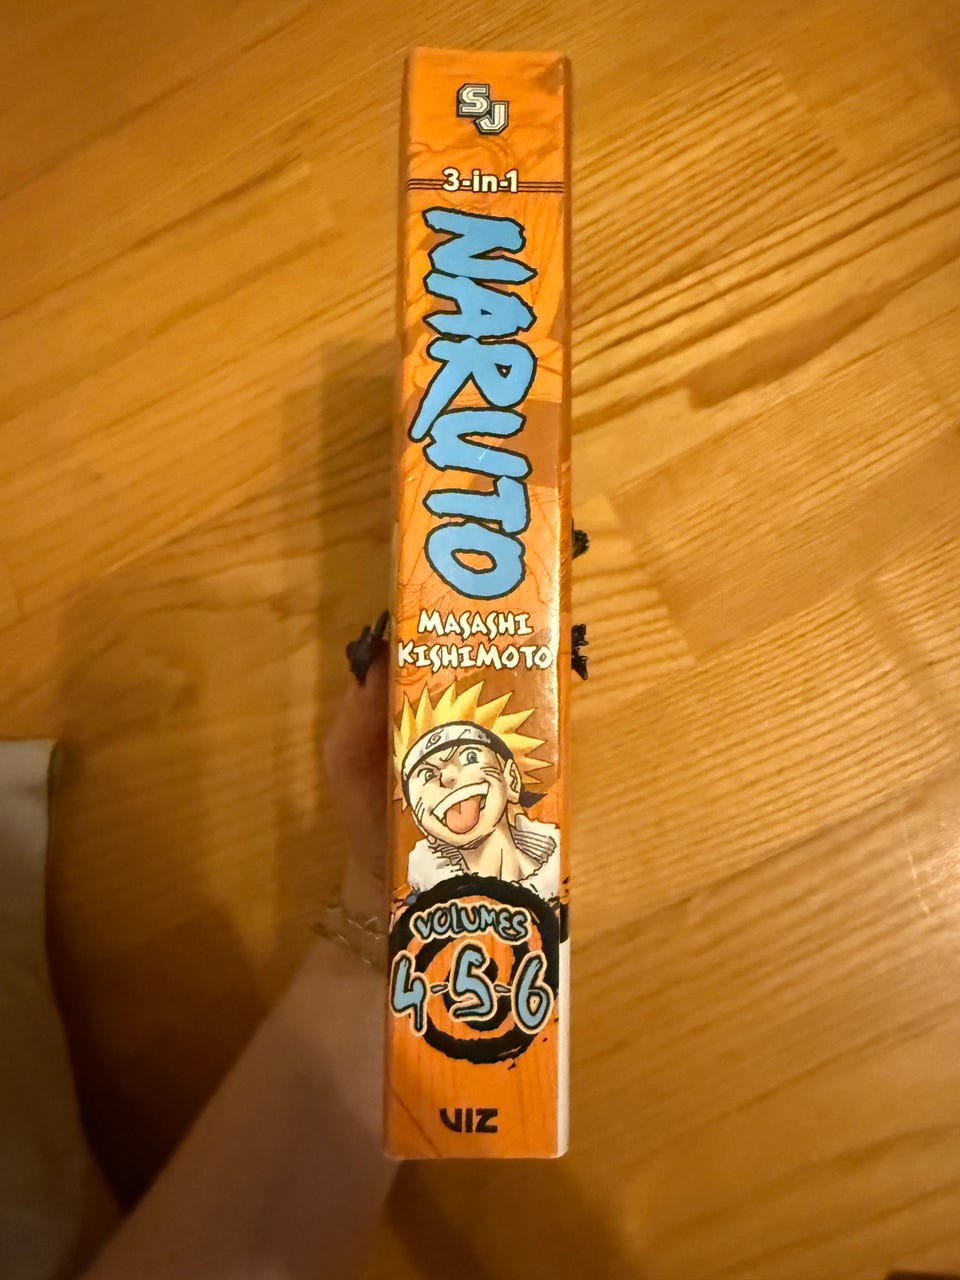 SJ
3-in-1
NARUTO
MASASHI
KISHIMOTO
VOLUMES
4-5-6
VIZ